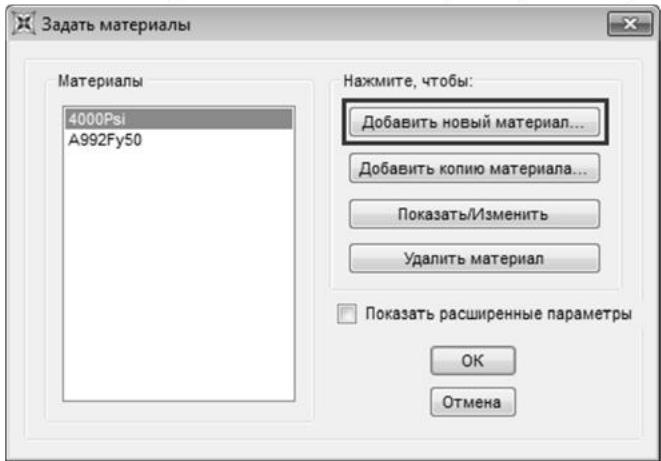 Задать материалы
Материалы
4000Psi
A992Fy50
Нажмите, чтобы:
Добавить новый материал...
Добавить копию материала...
Показать/Изменить
Удалить материал
Показать расширенные параметры
OK
Отмена